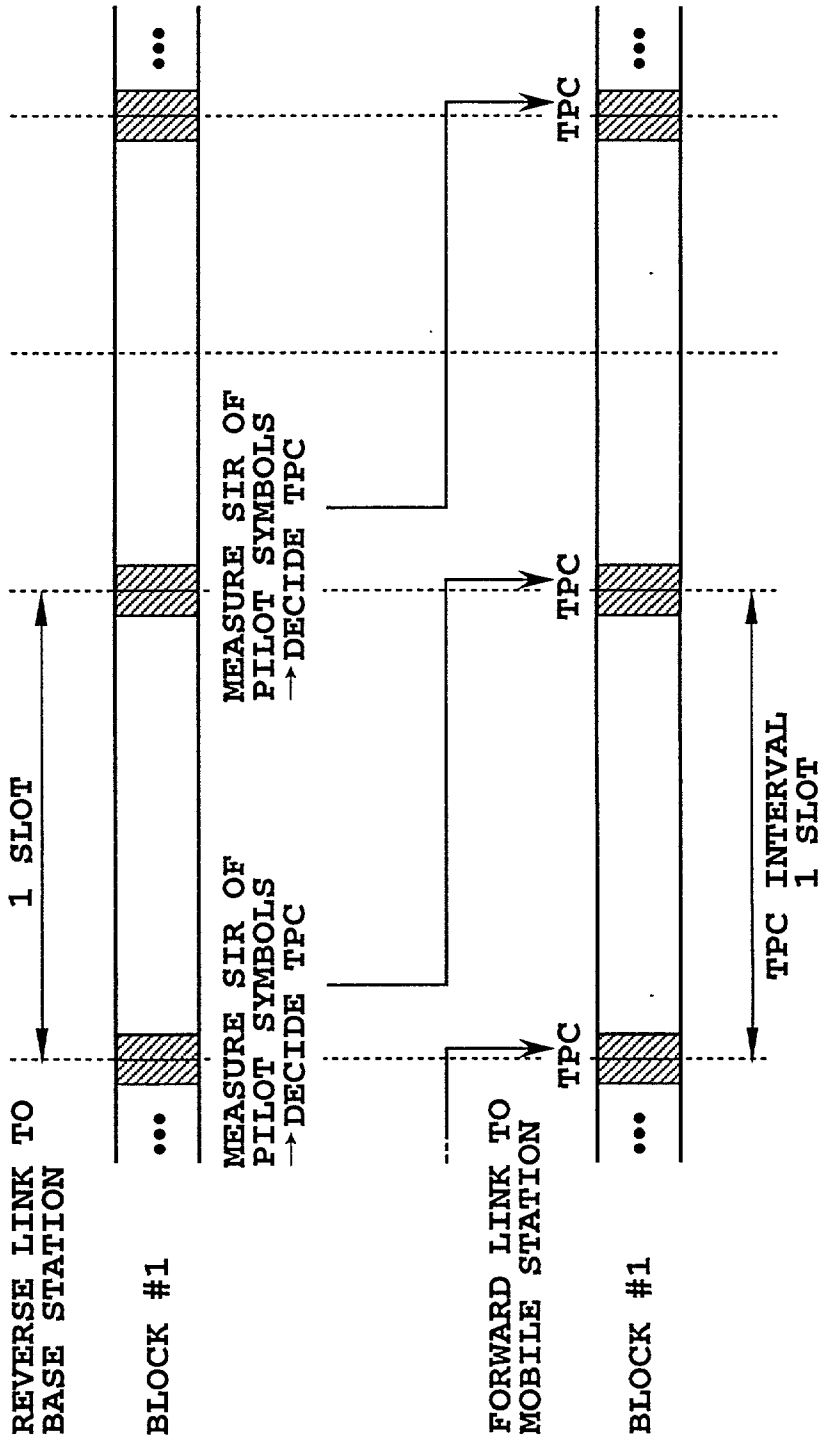 REVERSE LINK TO
BASE STATION
1 SLOT
BLOCK #1
•••
•••
MEASURE SIR OF
PILOT SYMBOLS
→DECIDE TPC
MEASURE SIR OF
PILOT SYMBOLS
→DECIDE TPC
FORWARD LINK TO
MOBILE STATION
TPC
TPC
TPC
BLOCK #1
•••
•••
TPC INTERVAL
1 SLOT